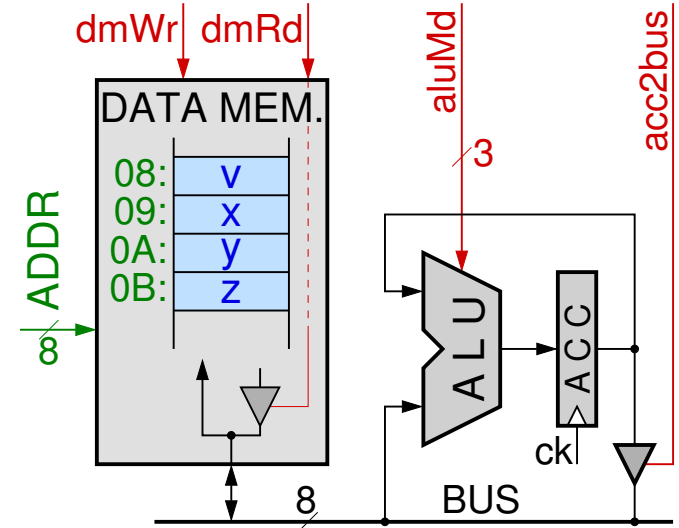 dmWr dmRd
aluMd
acc2bus
DATA MEM.
3
08: v
09: x
0A: y
0B: z
ADDR
8
ALU
ACC
ck
8
BUS